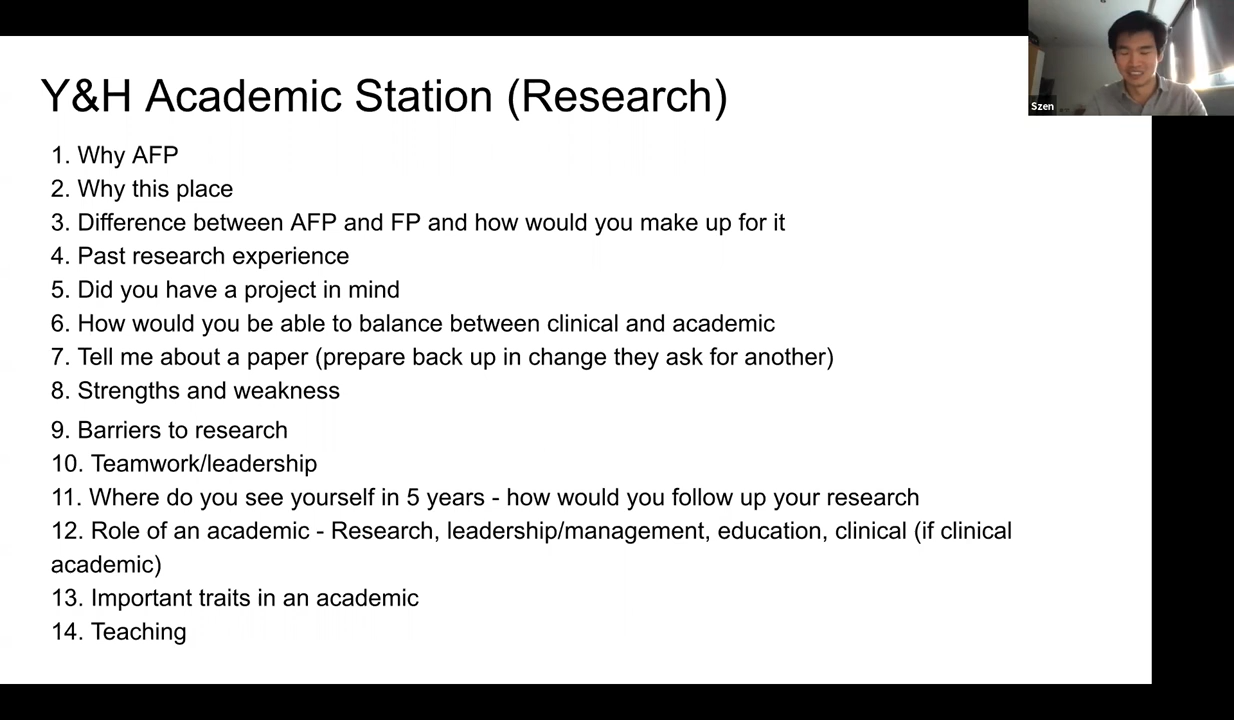 Y&H Academic Station (Research)
Szen
1. Why AFP
2. Why this place
3. Difference between AFP and FP and how would you make up for it
4. Past research experience
5. Did you have a project in mind
6. How would you be able to balance between clinical and academic
7. Tell me about a paper (prepare back up in change they ask for another)
8. Strengths and weakness
9. Barriers to research
10. Teamwork/leadership
11. Where do you see yourself in 5 years - how would you follow up your research
12. Role of an academic - Research, leadership/management, education, clinical (if clinical
academic)
13. Important traits in an academic
14. Teaching